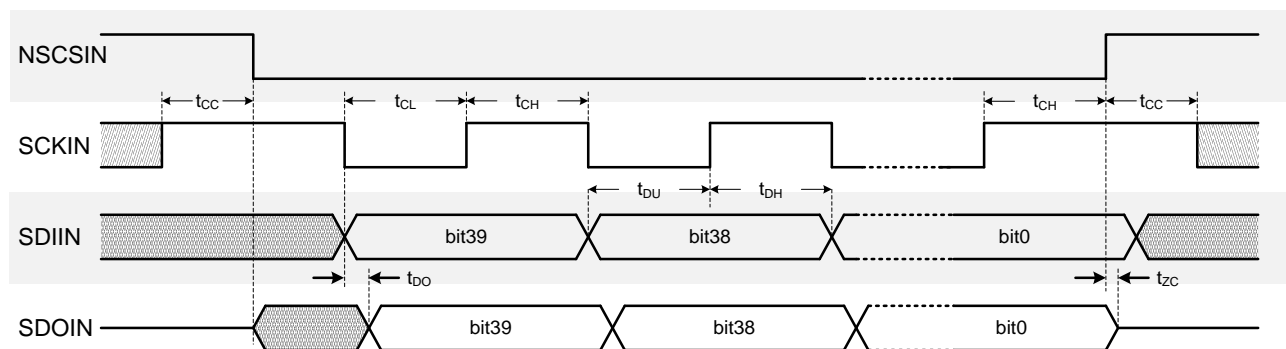 NSCSIN
tCC tCL tCH tCH tCC
SCKIN
tDU tDH
SDIIN bit39 bit38 bit0
tDO tZC
SDOIN bit39 bit38 bit0